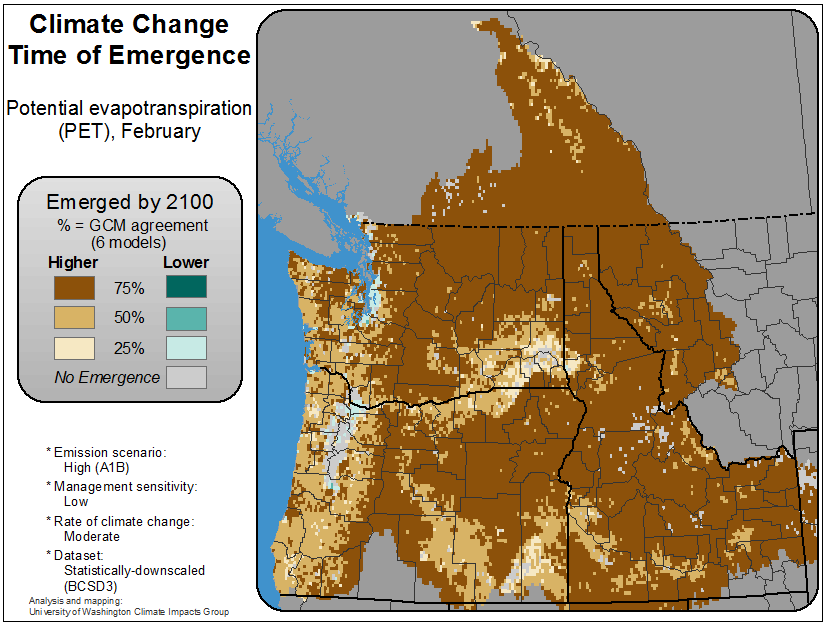 Climate Change
Time of Emergence
Potential evapotranspiration
(PET), February
Emerged by 2100
% = GCM agreement
(6 models)
Higher Lower
75%
50%
25%
No Emergence
* Emission scenario:
High (A1B)
* Management sensitivity:
Low
* Rate of climate change:
Moderate
* Dataset:
Statistically-downscaled
(BCSD3)
Analysis and mapping:
University of Washington Climate Impacts Group